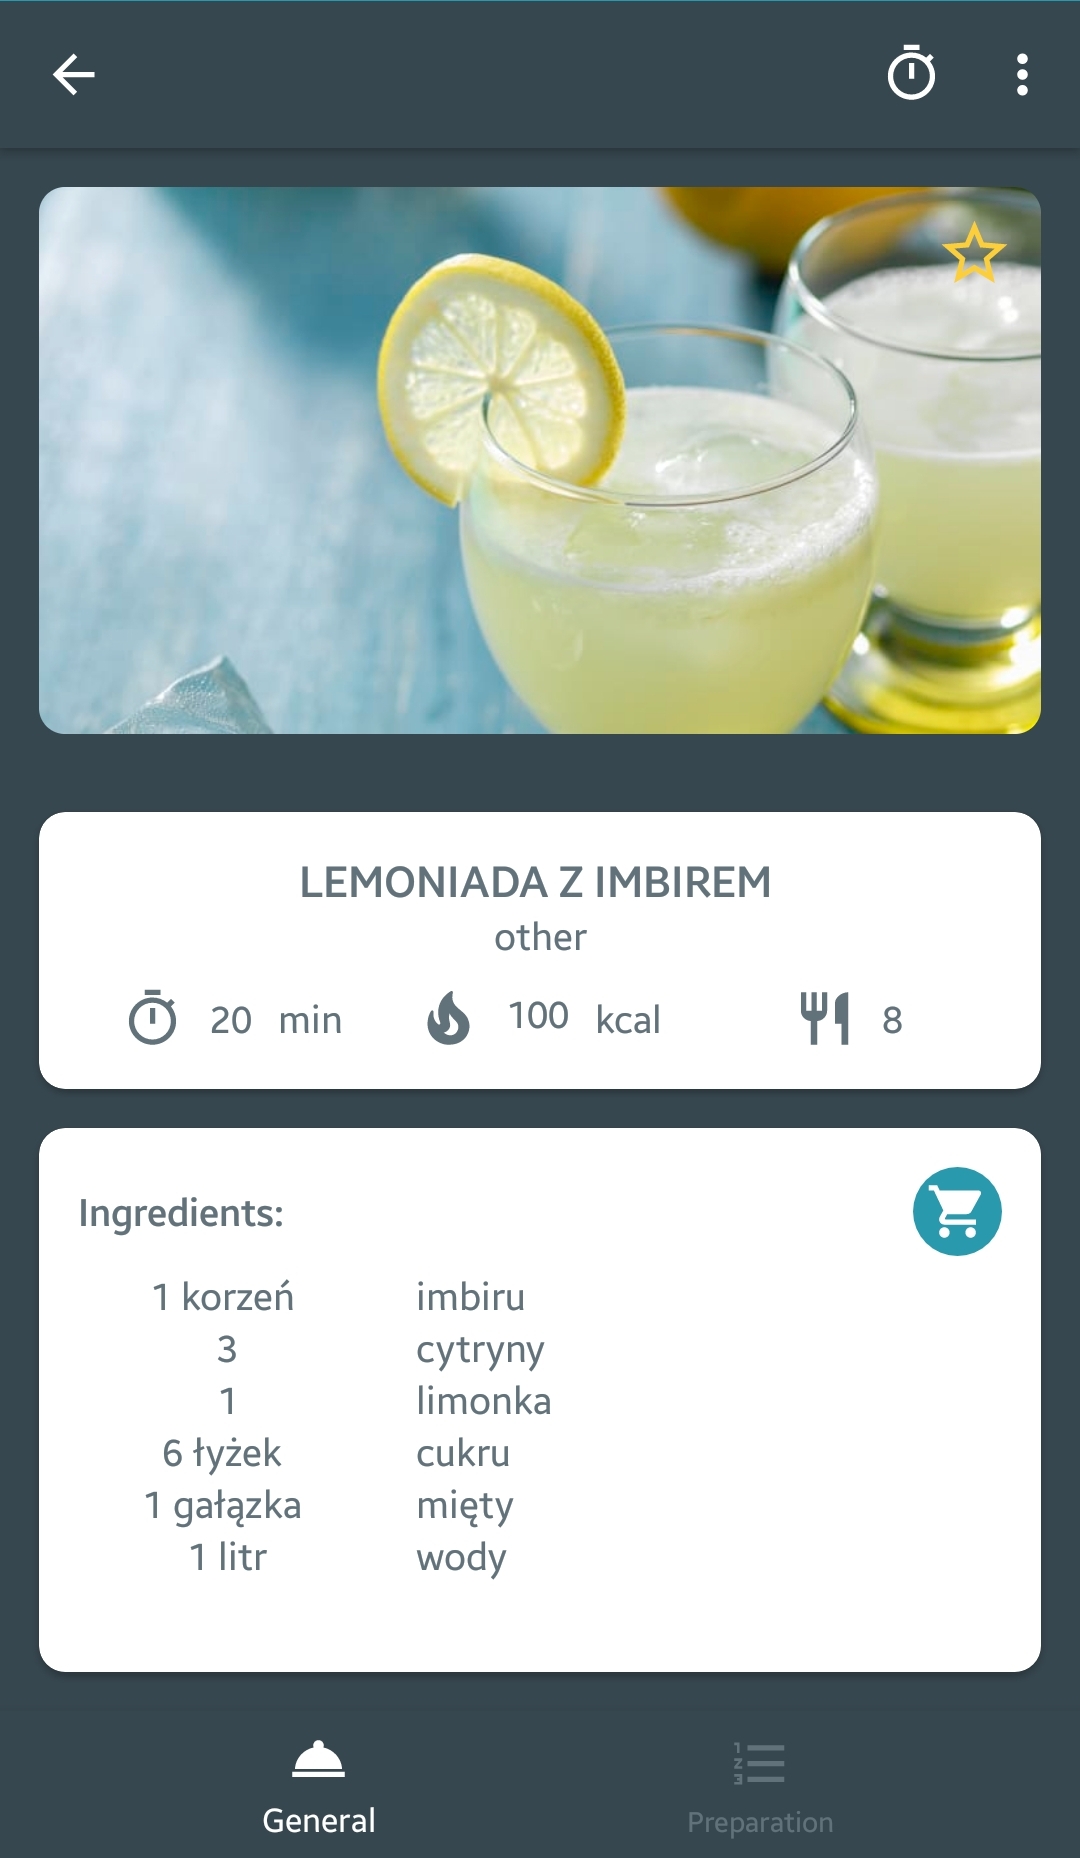 LEMONIADA Z IMBIREM
other
20 min 100 kcal 8
Ingredients:
1 korzeń imbiru
3 cytryny
1 limonka
6 łyżek cukru
1 gałązka mięty
1 litr wody
General Preparation